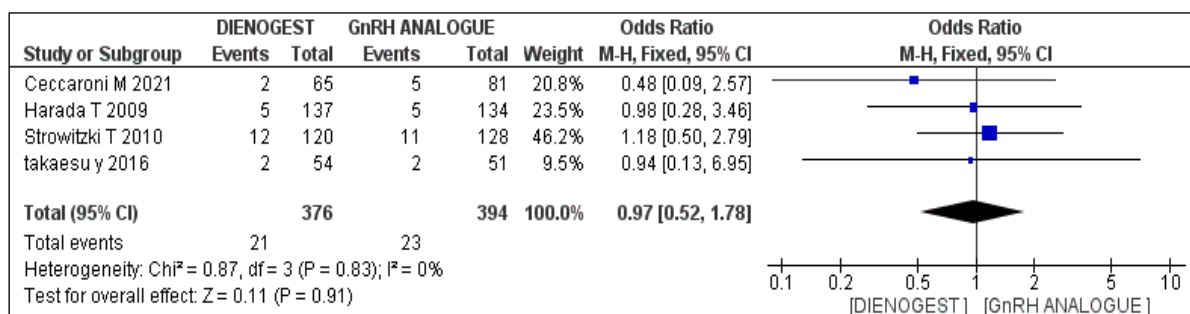 DIENOGEST GnRH ANALOGUE Odds Ratio Odds Ratio
Study or Subgroup Events Total Events Total Weight M-H, Fixed, 95% CI M-H, Fixed, 95% CI
Ceccaroni M 2021 2 65 5 81 20.8% 0.48 [0.09, 2.57]
Harada T 2009 5 137 5 134 23.5% 0.98 [0.28, 3.46]
Strowitzki T 2010 12 120 11 128 46.2% 1.18 [0.50, 2.79]
takaesu y 2016 2 54 2 51 9.5% 0.94 [0.13, 6.95]
Total (95% CI) 376 394 100.0% 0.97 [0.52, 1.78]
Total events 21 23
Heterogeneity: Chi² = 0.87, df = 3 (P = 0.83); I² = 0%
Test for overall effect: Z = 0.11 (P = 0.91)
0.1 0.2 0.5 1 2 5 10
[DIENOGEST] [GnRH ANALOGUE]